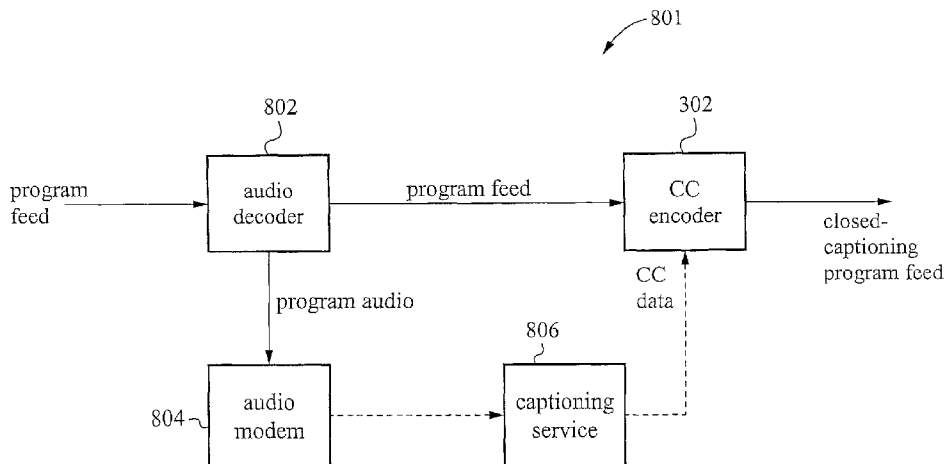 801
802
302
program
feed
audio
decoder
program feed
CC
encoder
closed-
captioning
program feed
program audio
CC
data
806
804
audio
modem
captioning
service